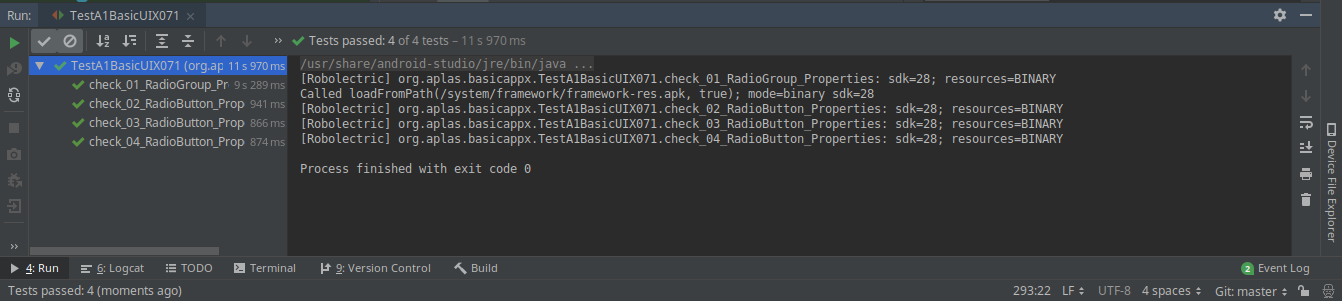 Run: TestA1BasicUIX071 ×
Tests passed: 4 of 4 tests – 11 s 970 ms
TestA1BasicUIX071 (org.ap 11 s 970 ms
check_01_RadioGroup_Pr 9 s 289 ms
check_02_RadioButton_Prop 941 ms
check_03_RadioButton_Prop 866 ms
check_04_RadioButton_Prop 874 ms
/usr/share/android-studio/jre/bin/java ...
[Robolectric] org.aplas.basicappx.TestA1BasicUIX071.check_01_RadioGroup_Properties: sdk=28; resources=BINARY
Called loadFromPath(/system/framework/framework-res.apk, true); mode=binary sdk=28
[Robolectric] org.aplas.basicappx.TestA1BasicUIX071.check_02_RadioButton_Properties: sdk=28; resources=BINARY
[Robolectric] org.aplas.basicappx.TestA1BasicUIX071.check_03_RadioButton_Properties: sdk=28; resources=BINARY
[Robolectric] org.aplas.basicappx.TestA1BasicUIX071.check_04_RadioButton_Properties: sdk=28; resources=BINARY
Process finished with exit code 0
Device File Explorer
4: Run 6: Logcat TODO Terminal 9: Version Control Build 2 Event Log
Tests passed: 4 (moments ago) 293:22 LF UTF-8 4 spaces Git: master